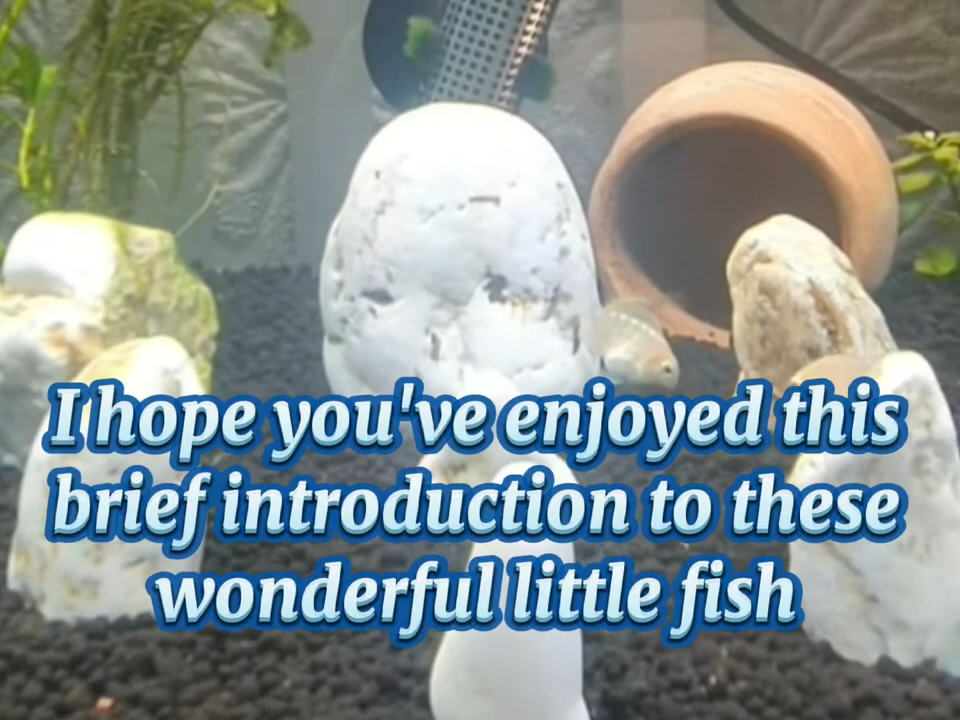 I hope you've enjoyed this
brief introduction to these
wonderful little fish